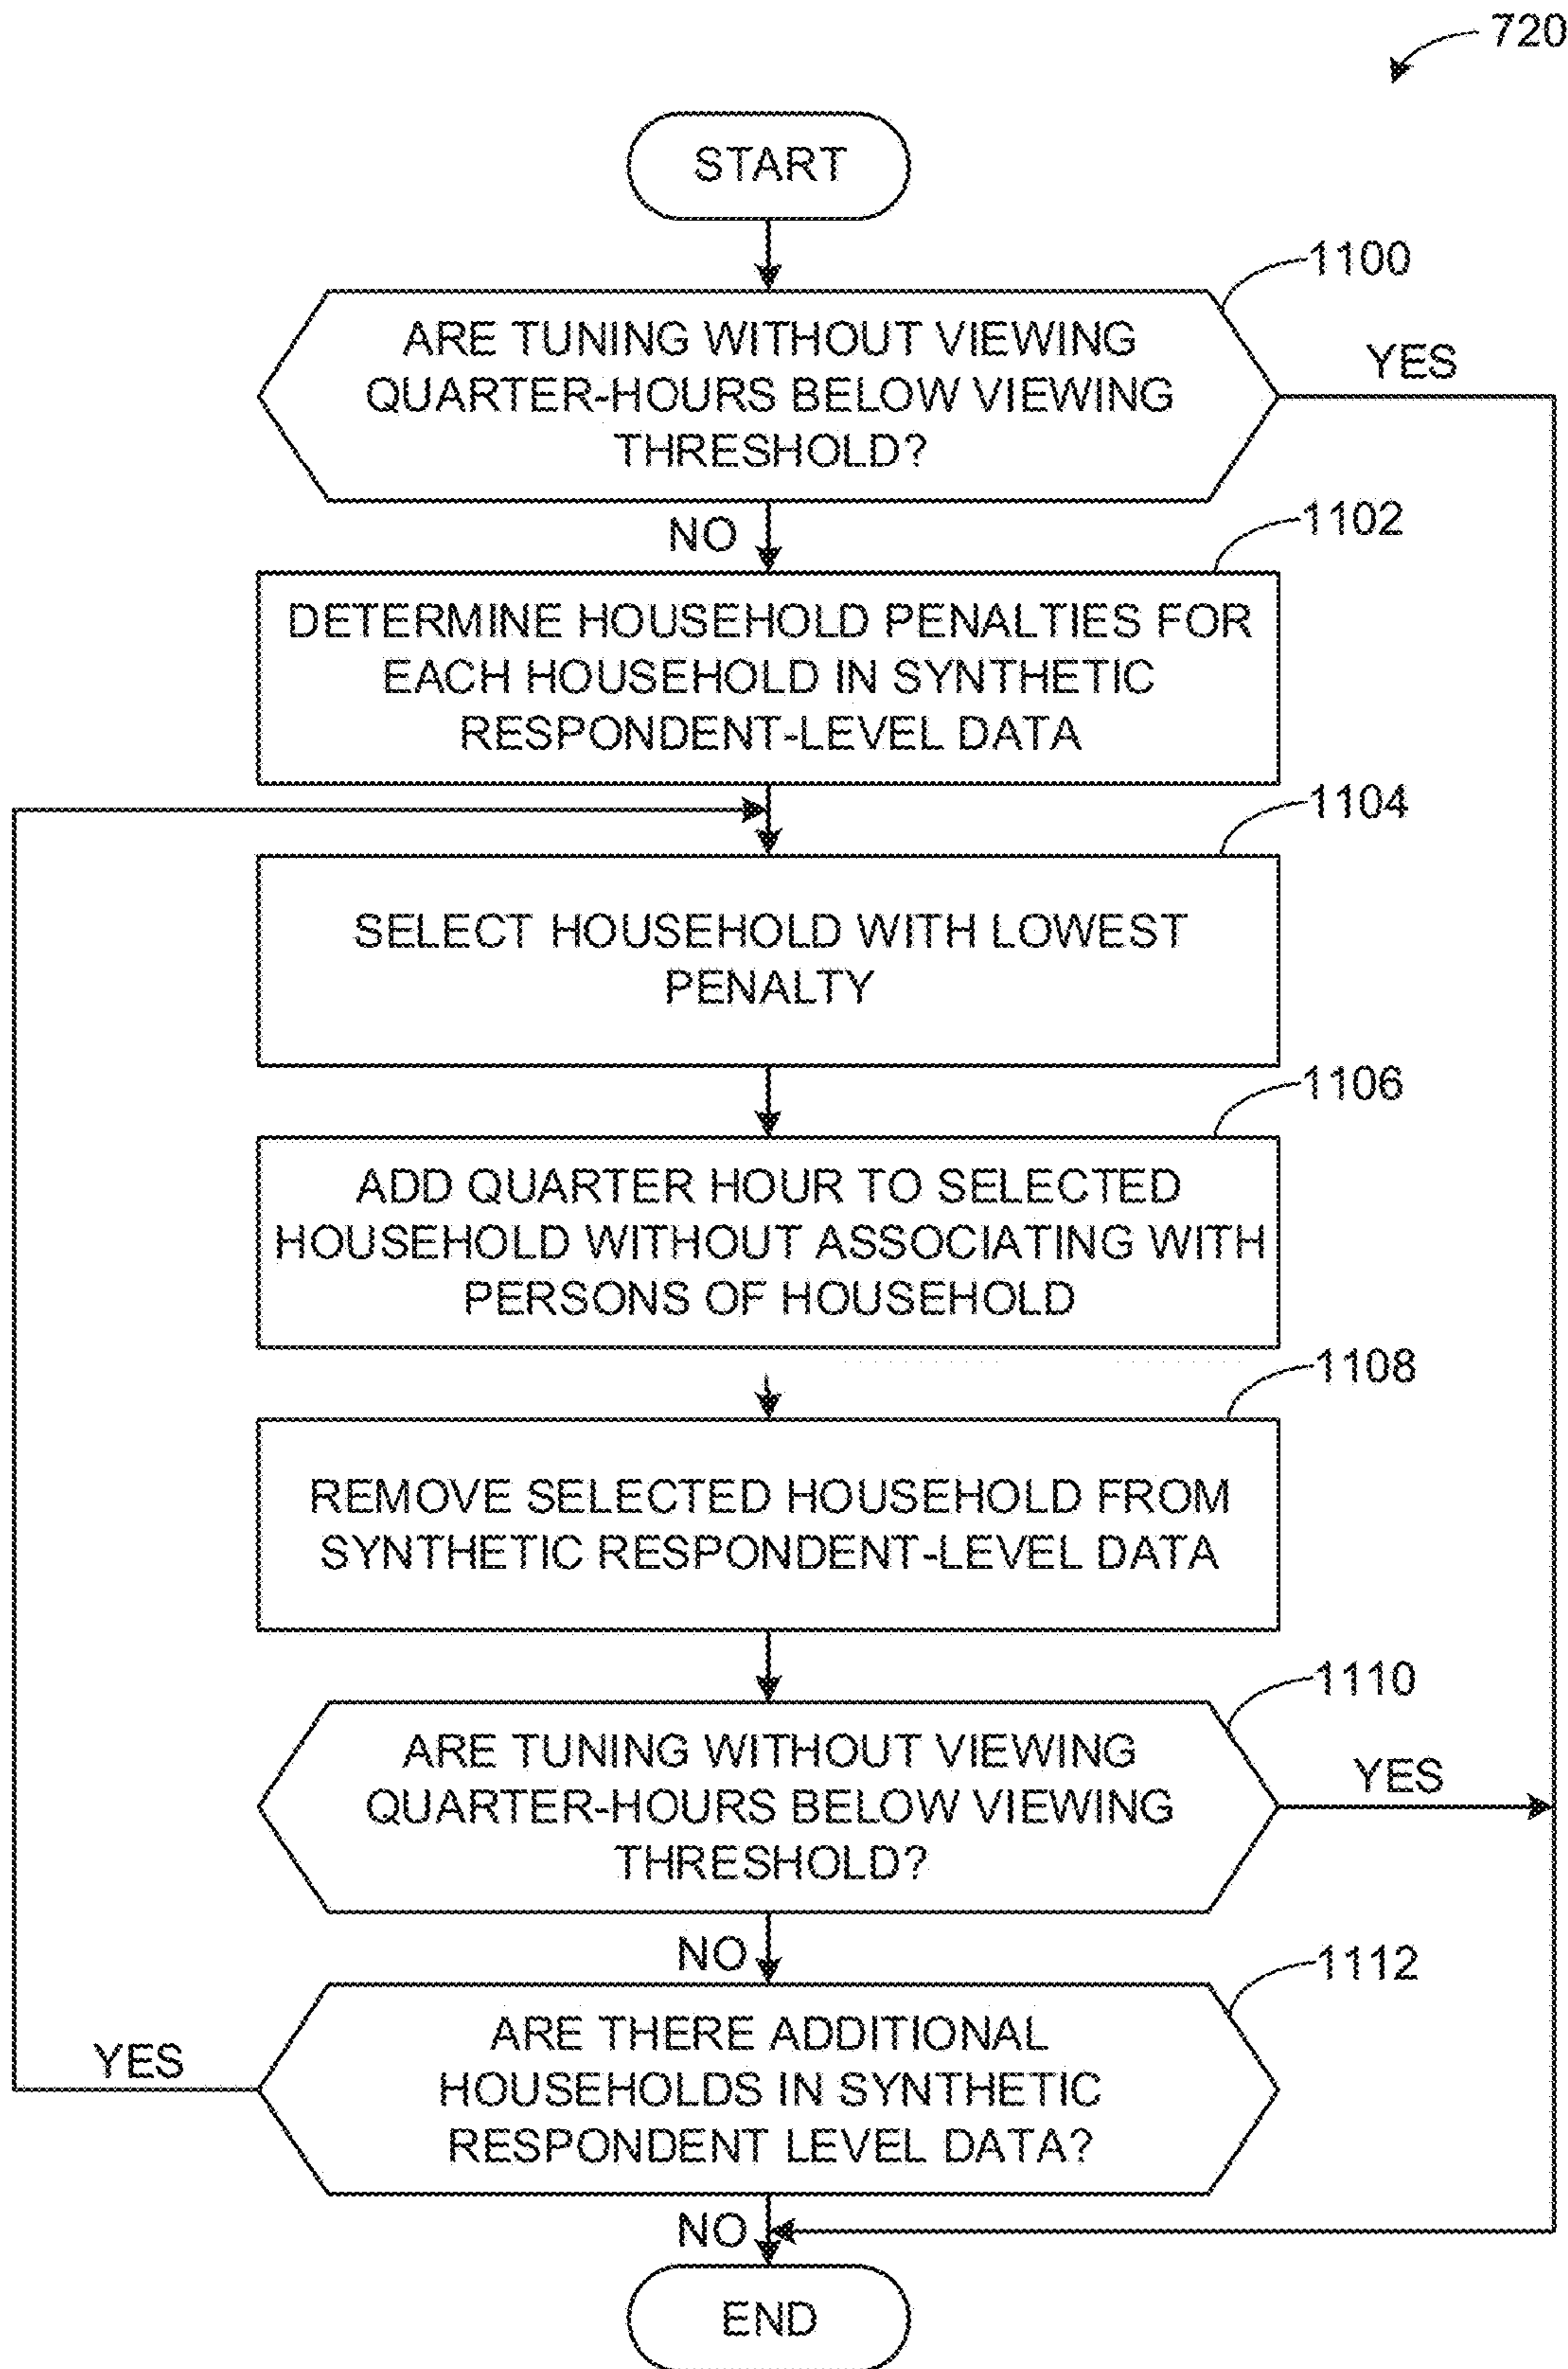 720
START
1100
ARE TUNING WITHOUT VIEWING
QUARTER-HOURS BELOW VIEWING
THRESHOLD?
YES
NO
1102
DETERMINE HOUSEHOLD PENALTIES FOR
EACH HOUSEHOLD IN SYNTHETIC
RESPONDENT-LEVEL DATA
1104
SELECT HOUSEHOLD WITH LOWEST
PENALTY
1106
ADD QUARTER HOUR TO SELECTED
HOUSEHOLD WITHOUT ASSOCIATING WITH
PERSONS OF HOUSEHOLD
1108
REMOVE SELECTED HOUSEHOLD FROM
SYNTHETIC RESPONDENT-LEVEL DATA
1110
ARE TUNING WITHOUT VIEWING
QUARTER-HOURS BELOW VIEWING
THRESHOLD?
YES
NO
1112
ARE THERE ADDITIONAL
HOUSEHOLDS IN SYNTHETIC
RESPONDENT LEVEL DATA?
YES
NO
END